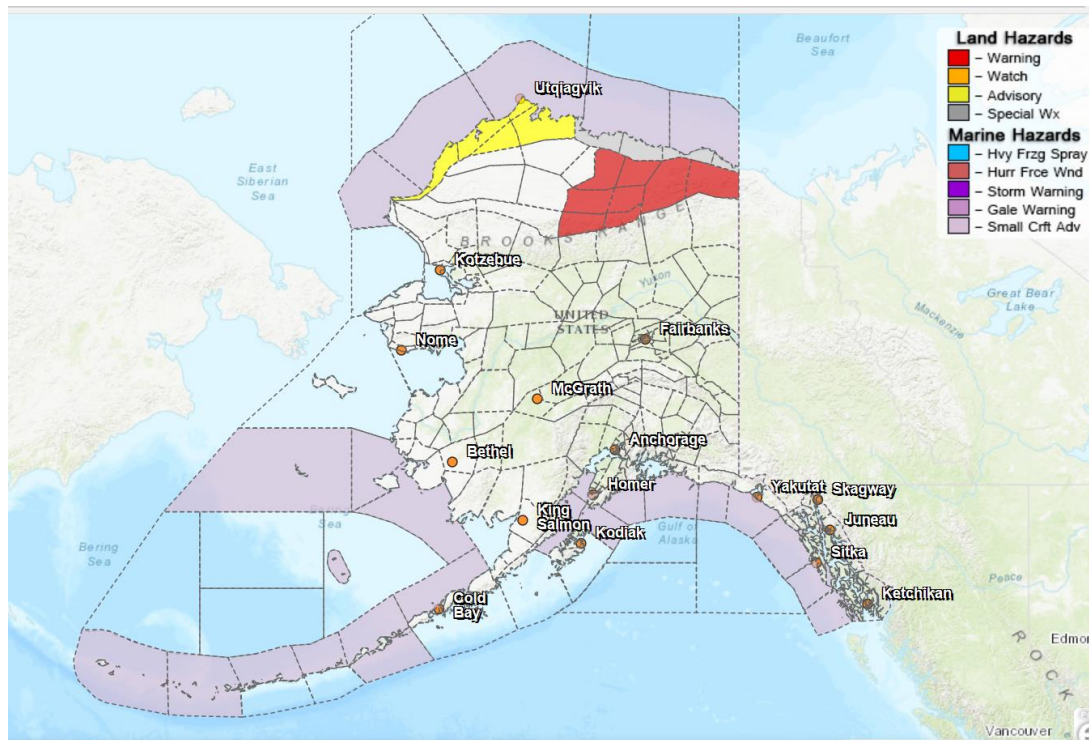 Beaufort
Sea
Land Hazards
– Warning
– Watch
– Advisory
– Special Wx
Marine Hazards
– Hvy Frzg Spray
– Hurr Frce Wnd
– Storm Warning
– Gale Warning
– Small Crft Adv
Utqiagvik
East
Siberian
Sea
BROOKS RANGE
Kotzebue
Yukon
Great Bear
Lake
Mackenzie
UNITED
STATES
Fairbanks
Nome
McGrath
Anchorage
Bethel
Homer
Yakutat
Skagway
King
Salmon
Juneau
Kodiak
Gulf of
Alaska
Sea
Bering
Sea
Sitka
Peace
Cold
Bay
Ketchikan
ROCK
Edmo
Vancouver